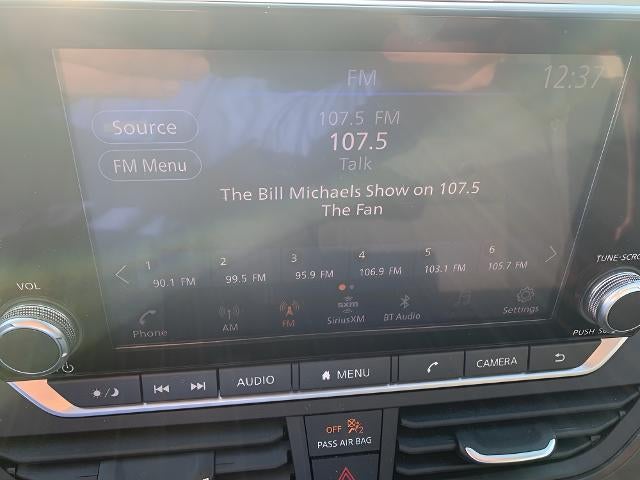 FM
12:37
Source
107.5 FM
107.5
FM Menu
Talk
The Bill Michaels Show on 107.5
The Fan
1 2 3 4 5 6
90.1 FM 99.5 FM 95.9 FM 106.9 FM 103.1 FM 105.7 FM
Phone AM FM SXM SiriusXM BT Audio Settings
VOL
TUNE-SCRO
PUSH S
AUDIO MENU CAMERA
OFF 2
PASS AIR BAG